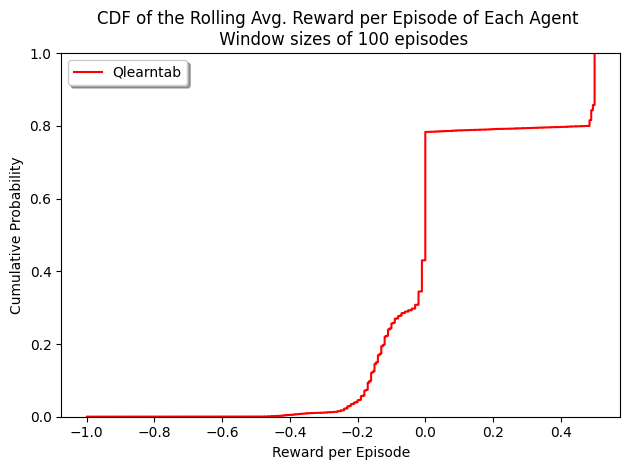 CDF of the Rolling Avg. Reward per Episode of Each Agent
Window sizes of 100 episodes
Qlearntab
Cumulative Probability
1.0
0.8
0.6
0.4
0.2
0.0
−1.0 −0.8 −0.6 −0.4 −0.2 0.0 0.2 0.4
Reward per Episode